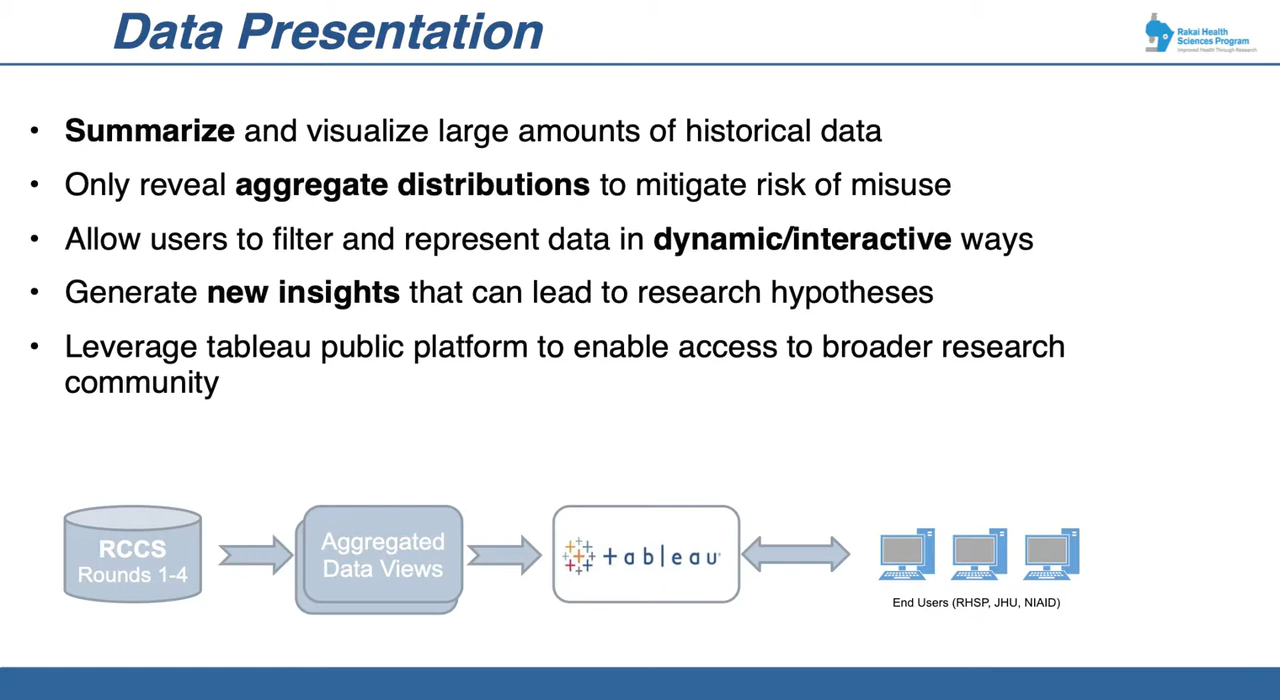 Data Presentation
Rakai Health
Sciences Program
Improved Health Through Research
• Summarize and visualize large amounts of historical data
• Only reveal aggregate distributions to mitigate risk of misuse
• Allow users to filter and represent data in dynamic/interactive ways
• Generate new insights that can lead to research hypotheses
• Leverage tableau public platform to enable access to broader research
community
RCCS
Rounds 1-4
Aggregated
Data Views
+ableau
End Users (RHSP, JHU, NIAID)